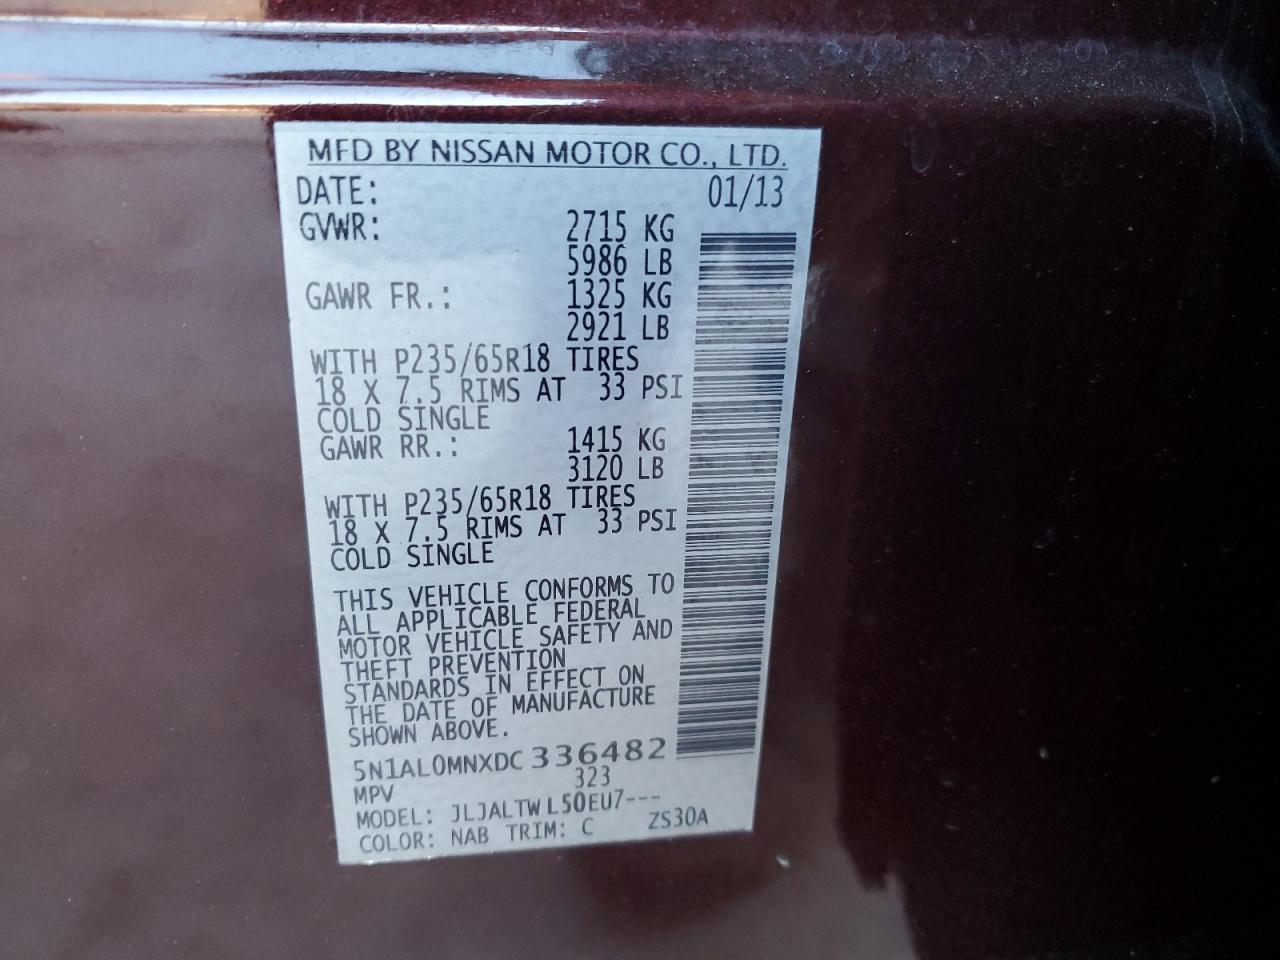 MFD BY NISSAN MOTOR CO., LTD.
DATE: 01/13
GVWR: 2715 KG
5986 LB
GAWR FR.: 1325 KG
2921 LB
WITH P235/65R18 TIRES
18 X 7.5 RIMS AT 33 PSI
COLD SINGLE
GAWR RR.: 1415 KG
3120 LB
WITH P235/65R18 TIRES
18 X 7.5 RIMS AT 33 PSI
COLD SINGLE
THIS VEHICLE CONFORMS TO
ALL APPLICABLE FEDERAL
MOTOR VEHICLE SAFETY AND
THEFT PREVENTION
STANDARDS IN EFFECT ON
THE DATE OF MANUFACTURE
SHOWN ABOVE.
5N1AL0MNXDC 336482
MPV 323
MODEL: JLJALTW L50EU7---
COLOR: NAB TRIM: C ZS30A